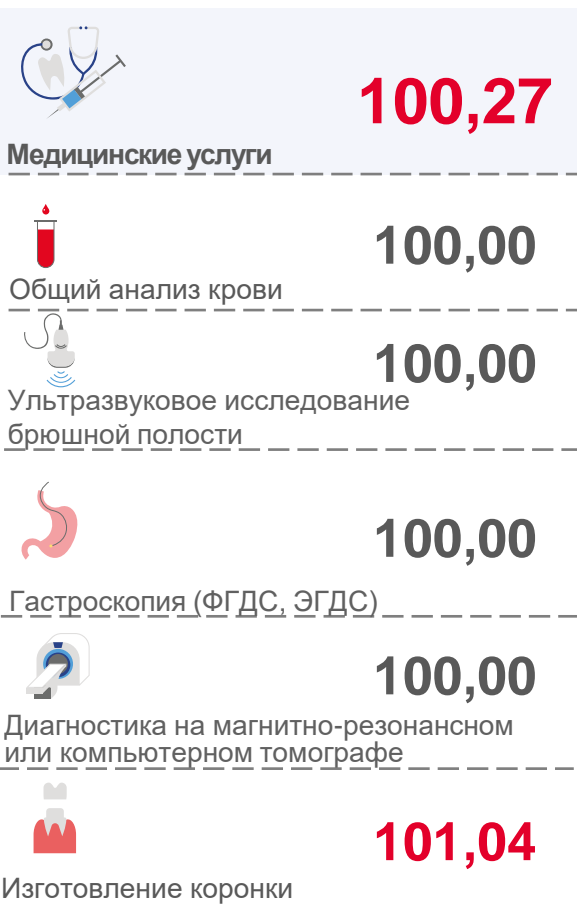 100,27
Медицинские услуги
100,00
Общий анализ крови
100,00
Ультразвуковое исследование
брюшной полости
100,00
Гастроскопия (ФГДС, ЭГДС)
100,00
Диагностика на магнитно-резонансном
или компьютерном томографе
101,04
Изготовление коронки